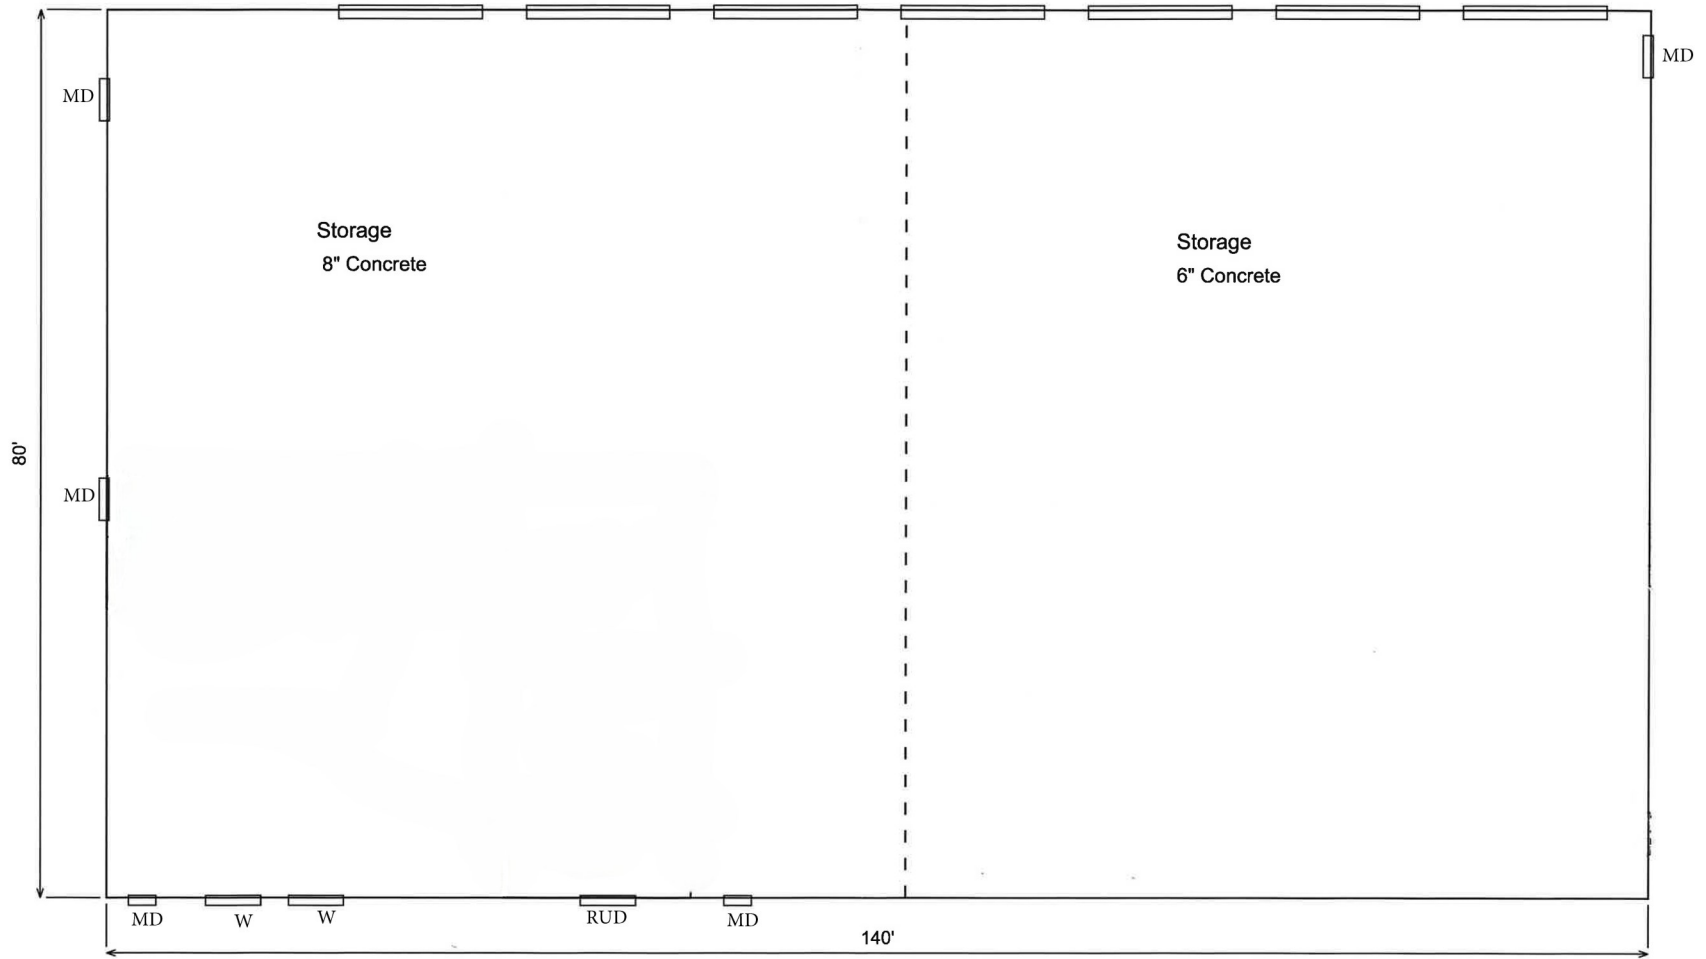 MD
MD
Storage
8" Concrete
Storage
6" Concrete
80'
MD
MD
W
W
RUD
MD
140'